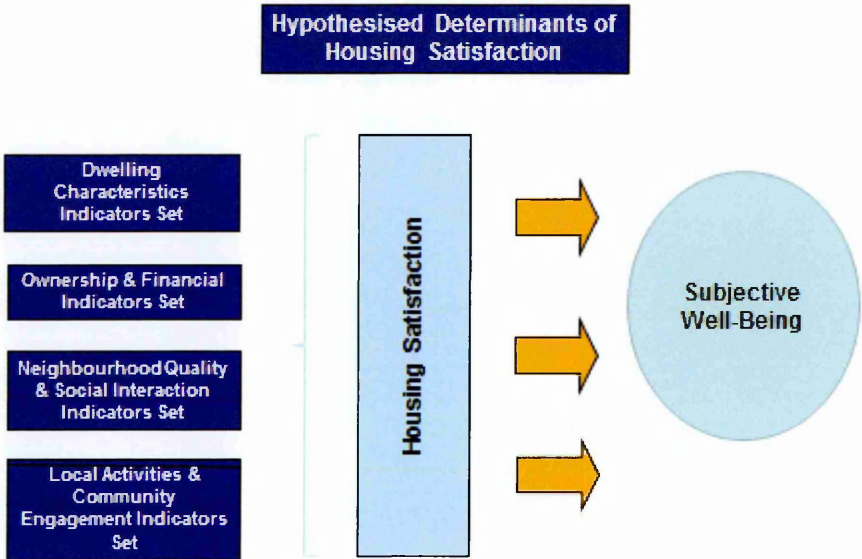 Hypothesised Determinants of
Housing Satisfaction
Dwelling
Characteristics
Indicators Set
Ownership & Financial
Indicators Set
Neighbourhood Quality
& Social Interaction
Indicators Set
Local Activities &
Community
Engagement Indicators
Set
Housing Satisfaction
Subjective
Well-Being